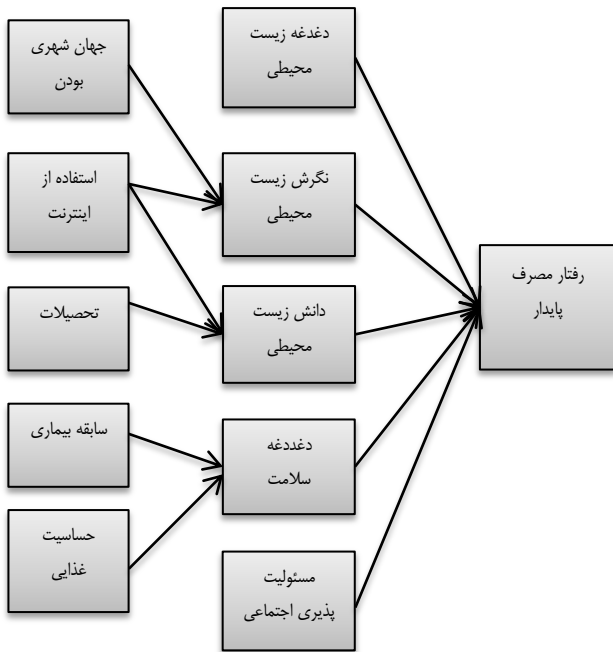 جهان شهری
بودن
دغدغه زیست
محیطی
استفاده از
اینترنت
نگرش زیست
محیطی
رفتار مصرف
پایدار
تحصیلات
دانش زیست
محیطی
سابقه بیماری
دغددغه
سلامت
حساسیت
غذایی
مسئولیت
پذیری اجتماعی